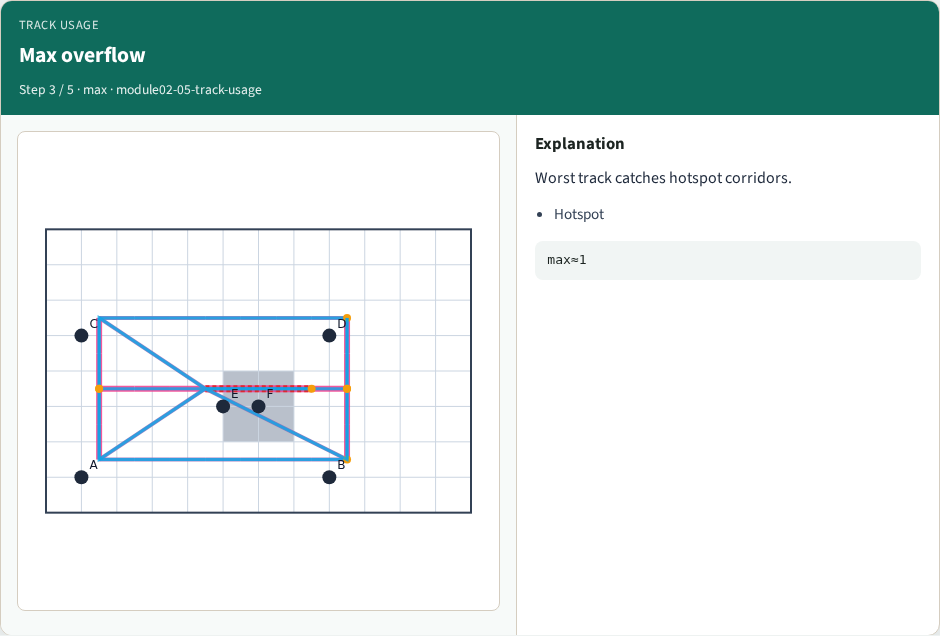 TRACK USAGE
Max overflow
Step 3 / 5 · max · module02-05-track-usage
C
D
E
F
A
B
Explanation
Worst track catches hotspot corridors.
• Hotspot
max≈1